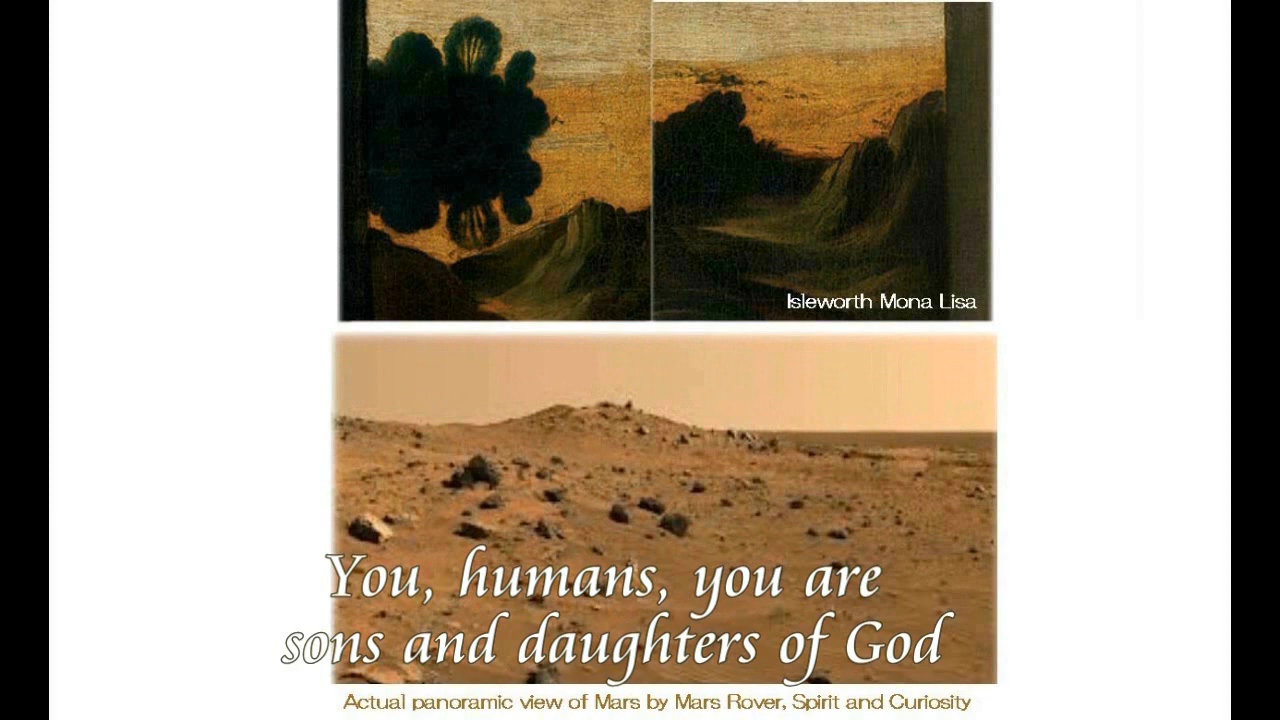 Isleworth Mona Lisa
You, humans, you are
sons and daughters of God
Actual panoramic view of Mars by Mars Rover, Spirit and Curiosity